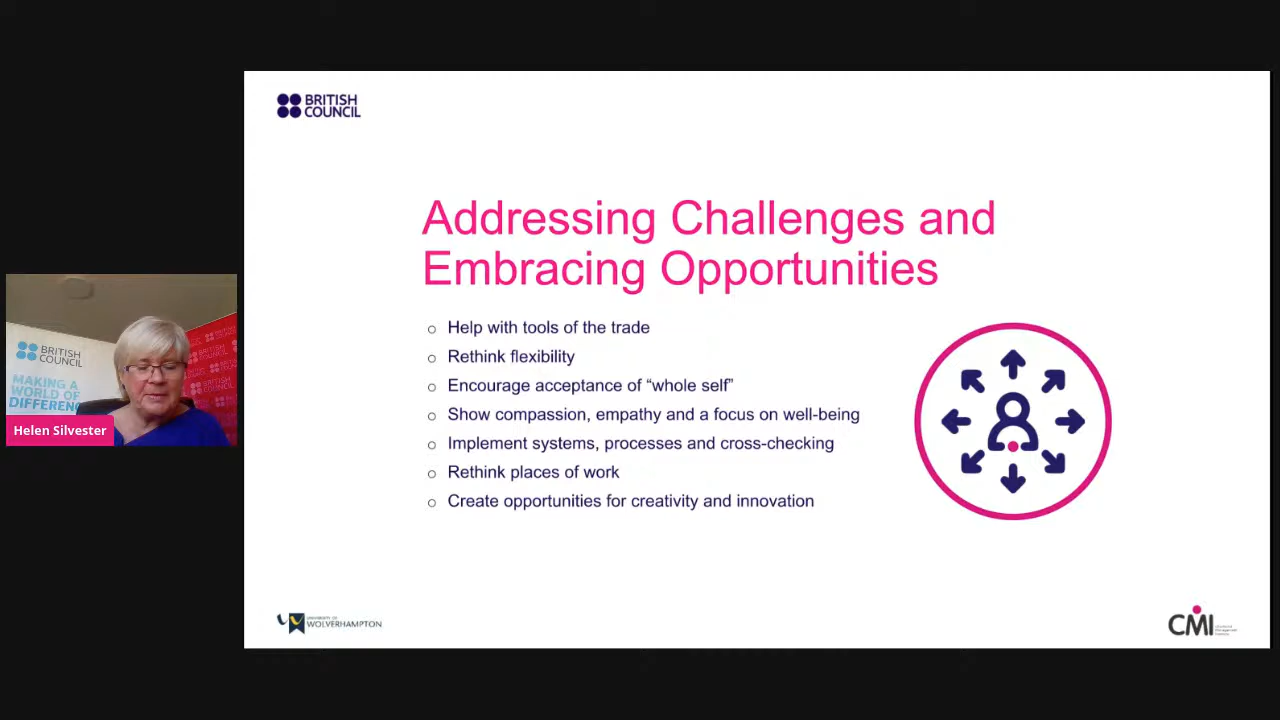 BRITISH
COUNCIL
Addressing Challenges and
Embracing Opportunities
○ Help with tools of the trade
○ Rethink flexibility
○ Encourage acceptance of “whole self”
○ Show compassion, empathy and a focus on well-being
○ Implement systems, processes and cross-checking
○ Rethink places of work
○ Create opportunities for creativity and innovation
BRITISH
COUNCIL
MAKING A
WORLD OF
DIFFEREN
Helen Silvester
UNIVERSITY OF
WOLVERHAMPTON
CMI